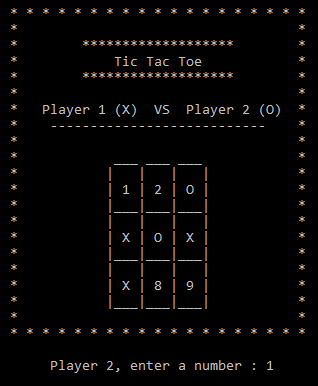 * * * * * * * * * * * * * * * * * * *
*******************
Tic Tac Toe
*******************
Player 1 (X)  VS  Player 2 (O)
---------------------------
___ ___ ___
|   |   |   |
| 1 | 2 | O |
|___|___|___|
|   |   |   |
| X | O | X |
|___|___|___|
|   |   |   |
| X | 8 | 9 |
|___|___|___|
* * * * * * * * * * * * * * * * * * *
Player 2, enter a number : 1